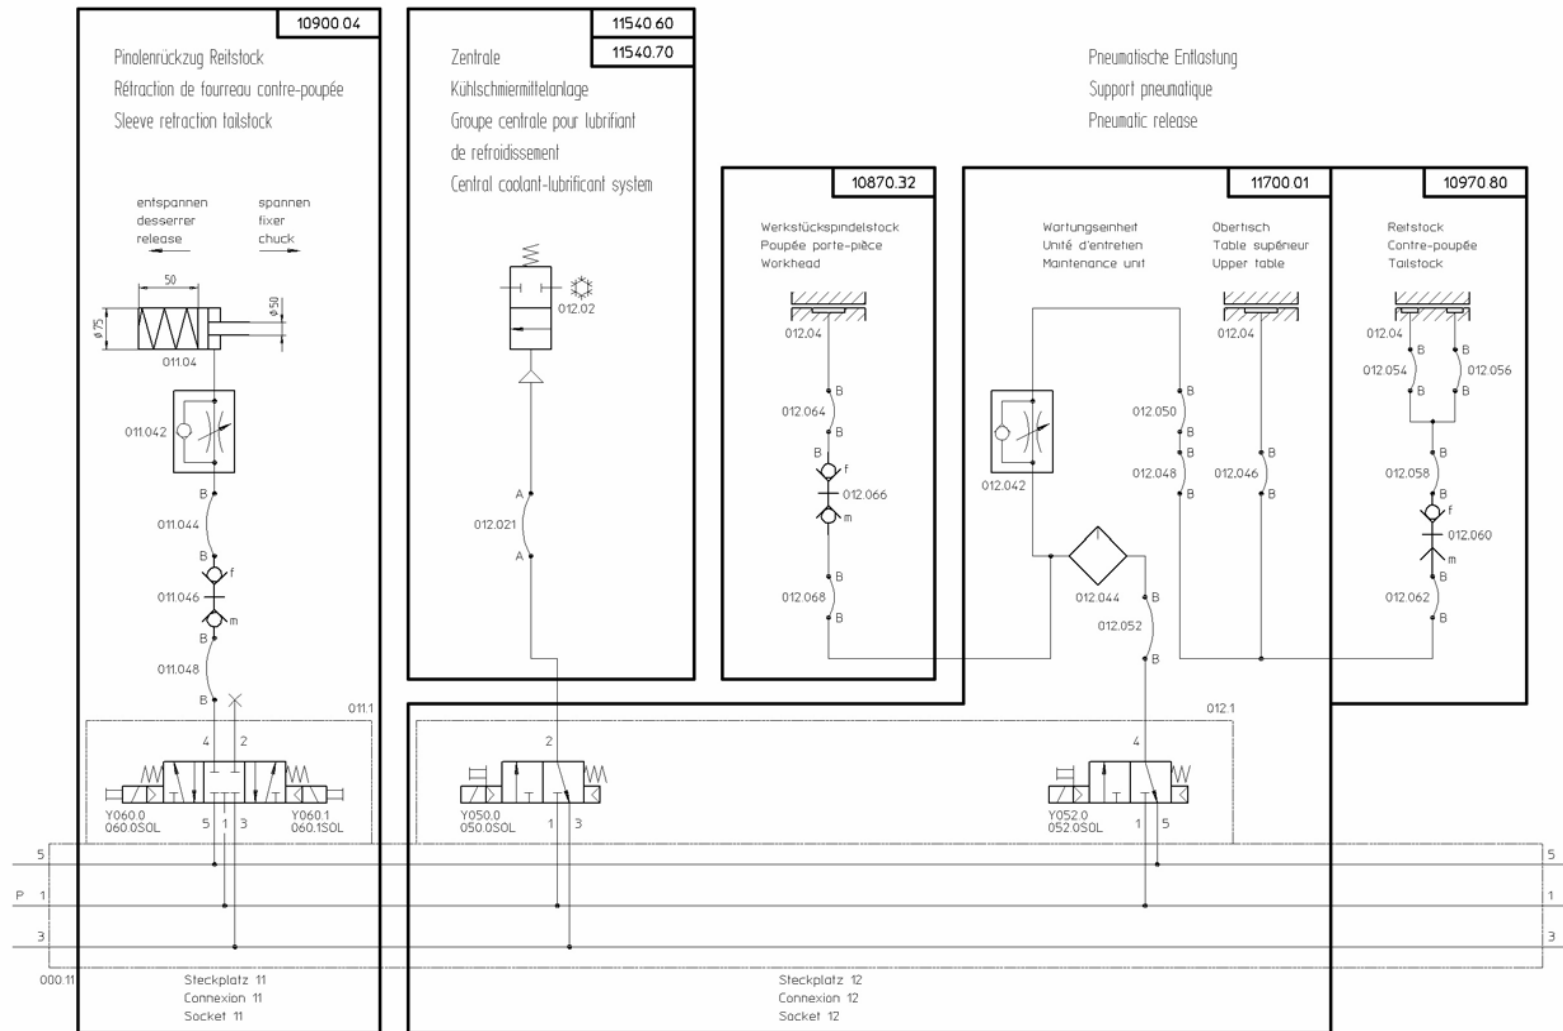 10900 04
Pinolenrückzug Reitstock
Rétraction de fourreau contre-poupée
Sleeve retraction tailstock
entspannen
desserrer
release
spannen
fixer
chuck
50
ø50
ø75
011.04
011.042
B
011.044
B
f
011.046
m
B
011.048
B
011.1
4
2
Y060.0
060.0SOL
5
1
3
Y060.1
060.1SOL
11540 60
11540.70
Zentrale
Kühlschmiermittelanlage
Groupe centrale pour lubrifiant
de refroidissement
Central coolant-lubrificant system
012.02
A
012.021
A
2
Y050.0
050.0SOL
1
3
Pneumatische Entlastung
Support pneumatique
Pneumatic release
10870.32
Werkstückspindelstock
Poupée porte-pièce
Workhead
012.04
B
012.064
B
B
f
012.066
m
B
012.068
B
11700 01
Wartungseinheit
Unité d'entretien
Maintenance unit
Obertisch
Table supérieur
Upper table
012.04
012.042
B
012.050
B
B
012.048
B
B
012.046
B
012.044
B
012.052
B
012.1
4
Y052.0
052.0SOL
1
5
10970 80
Reitstock
Contre-poupée
Tailstock
012.04
B
B
012.054
012.056
B
B
B
012.058
B
f
012.060
m
B
012.062
B
5
5
P 1
1
3
3
000.11
Steckplatz 11
Connexion 11
Socket 11
Steckplatz 12
Connexion 12
Socket 12